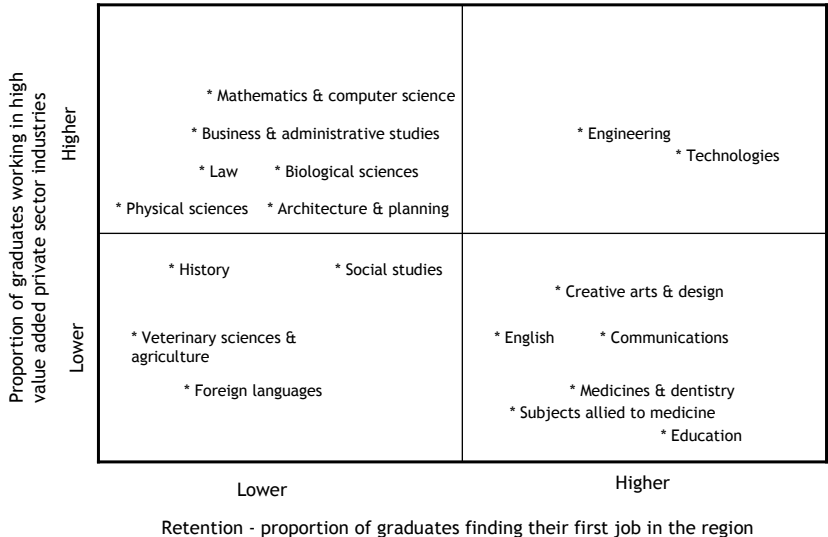 Proportion of graduates working in high
value added private sector industries
Higher
Lower
* Mathematics & computer science
* Business & administrative studies
* Law
* Biological sciences
* Physical sciences
* Architecture & planning
* Engineering
* Technologies
* History
* Social studies
* Veterinary sciences &
agriculture
* Foreign languages
* Creative arts & design
* English
* Communications
* Medicines & dentistry
* Subjects allied to medicine
* Education
Lower
Higher
Retention - proportion of graduates finding their first job in the region